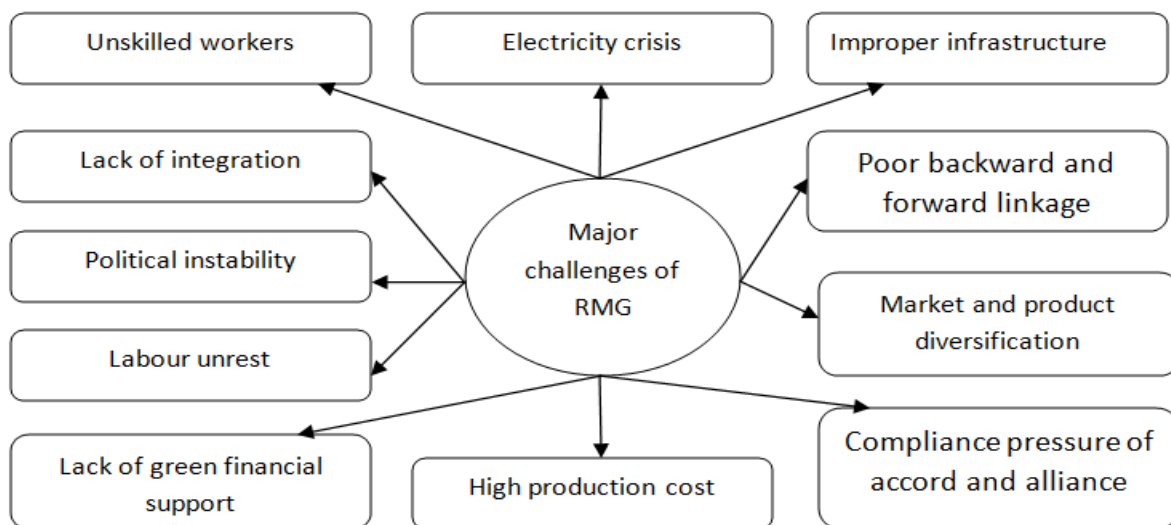 Unskilled workers
Electricity crisis
Improper infrastructure
Lack of integration
Poor backward and
forward linkage
Major
challenges of
RMG
Political instability
Market and product
diversification
Labour unrest
Lack of green financial
support
High production cost
Compliance pressure of
accord and alliance